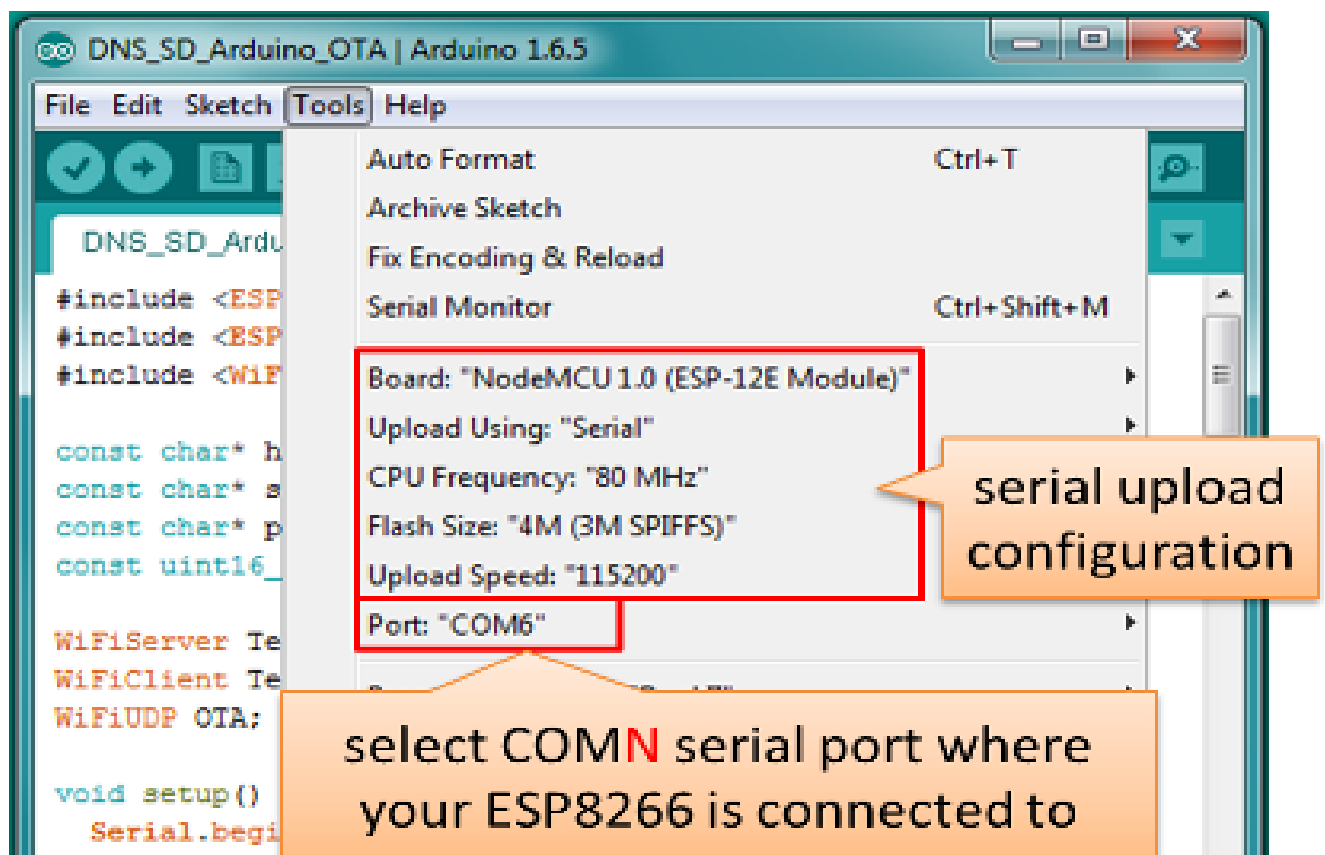 DNS_SD_Arduino_OTA | Arduino 1.6.5
File Edit Sketch Tools Help
Auto Format Ctrl+T
Archive Sketch
DNS_SD_Ardu
Fix Encoding & Reload
#include <ESP
Serial Monitor Ctrl+Shift+M
#include <ESP
#include <WiF
Board: "NodeMCU 1.0 (ESP-12E Module)"
Upload Using: "Serial"
const char* h
CPU Frequency: "80 MHz"
const char* s
serial upload
Flash Size: "4M (3M SPIFFS)"
const char* p
configuration
const uint16_
Upload Speed: "115200"
Port: "COM6"
WiFiServer Te
WiFiClient Te
WiFiUDP OTA;
select COMN serial port where
your ESP8266 is connected to
void setup()
Serial.begi